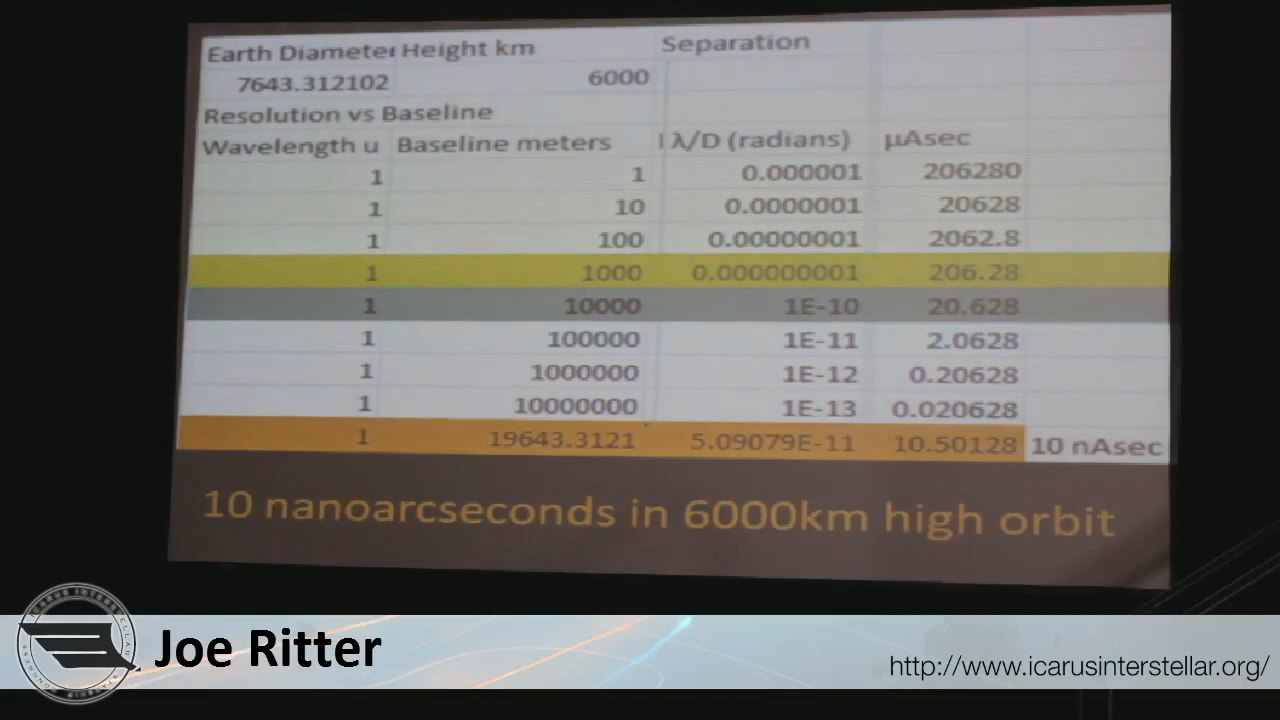 Earth Diameter Height km Separation
7643.312102 6000
Resolution vs Baseline
Wavelength u Baseline meters λ/D (radians) µAsec
1 1 0.000001 206280
1 10 0.0000001 20628
1 100 0.00000001 2062.8
1 1000 0.000000001 206.28
1 10000 1E-10 20.628
1 100000 1E-11 2.0628
1 1000000 1E-12 0.20628
1 10000000 1E-13 0.020628
1 19643.3121 5.09079E-11 10.50128 10 nAsec
10 nanoarcseconds in 6000km high orbit
Joe Ritter
http://www.icarusinterstellar.org/